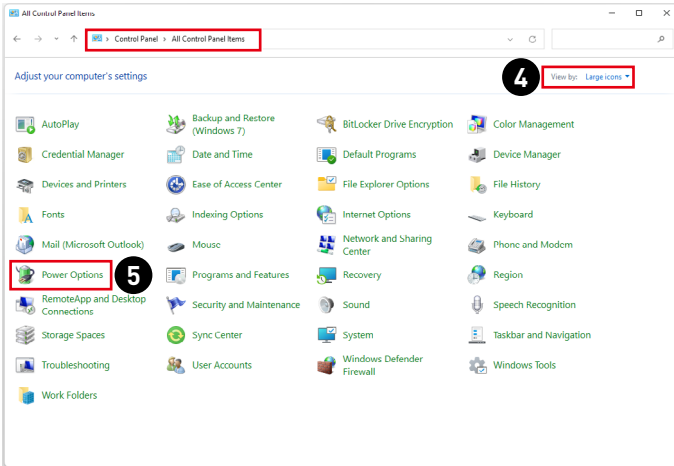 All Control Panel Items
Control Panel > All Control Panel Items
Adjust your computer's settings
4
View by: Large icons
AutoPlay
Backup and Restore
(Windows 7)
BitLocker Drive Encryption
Color Management
Credential Manager
Date and Time
Default Programs
Device Manager
Devices and Printers
Ease of Access Center
File Explorer Options
File History
Fonts
Indexing Options
Internet Options
Keyboard
Mail (Microsoft Outlook)
Mouse
Network and Sharing
Center
Phone and Modem
Power Options
5
Programs and Features
Recovery
Region
RemoteApp and Desktop
Connections
Security and Maintenance
Sound
Speech Recognition
Storage Spaces
Sync Center
System
Taskbar and Navigation
Troubleshooting
User Accounts
Windows Defender
Firewall
Windows Tools
Work Folders